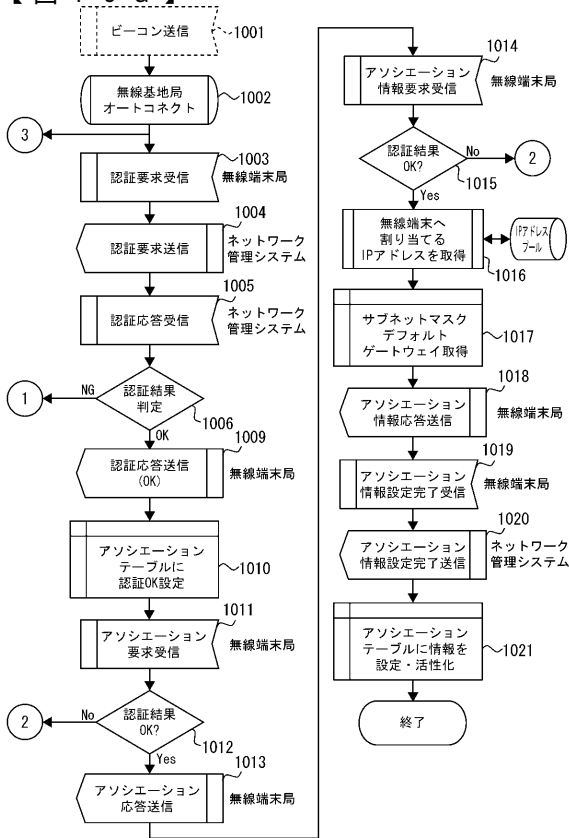 ビーコン送信
1001
無線基地局
オートコネクト
1002
3
認証要求受信
1003
無線端末局
認証要求送信
1004
ネットワーク
管理システム
認証応答受信
1005
ネットワーク
管理システム
認証結果
判定
1006
NG
1
OK
認証応答送信
(OK)
1009
無線端末局
アソシエーション
テーブルに
認証OK設定
1010
アソシエーション
要求受信
1011
無線端末局
認証結果
OK?
1012
No
2
Yes
アソシエーション
応答送信
1013
無線端末局
アソシエーション
情報要求受信
1014
無線端末局
認証結果
OK?
1015
No
2
Yes
無線端末へ
割り当てる
IPアドレスを取得
1016
IPアドレス
プール
サブネットマスク
デフォルト
ゲートウェイ取得
1017
アソシエーション
情報応答送信
1018
無線端末局
アソシエーション
情報設定完了受信
1019
無線端末局
アソシエーション
情報設定完了送信
1020
ネットワーク
管理システム
アソシエーション
テーブルに情報を
設定・活性化
1021
終了